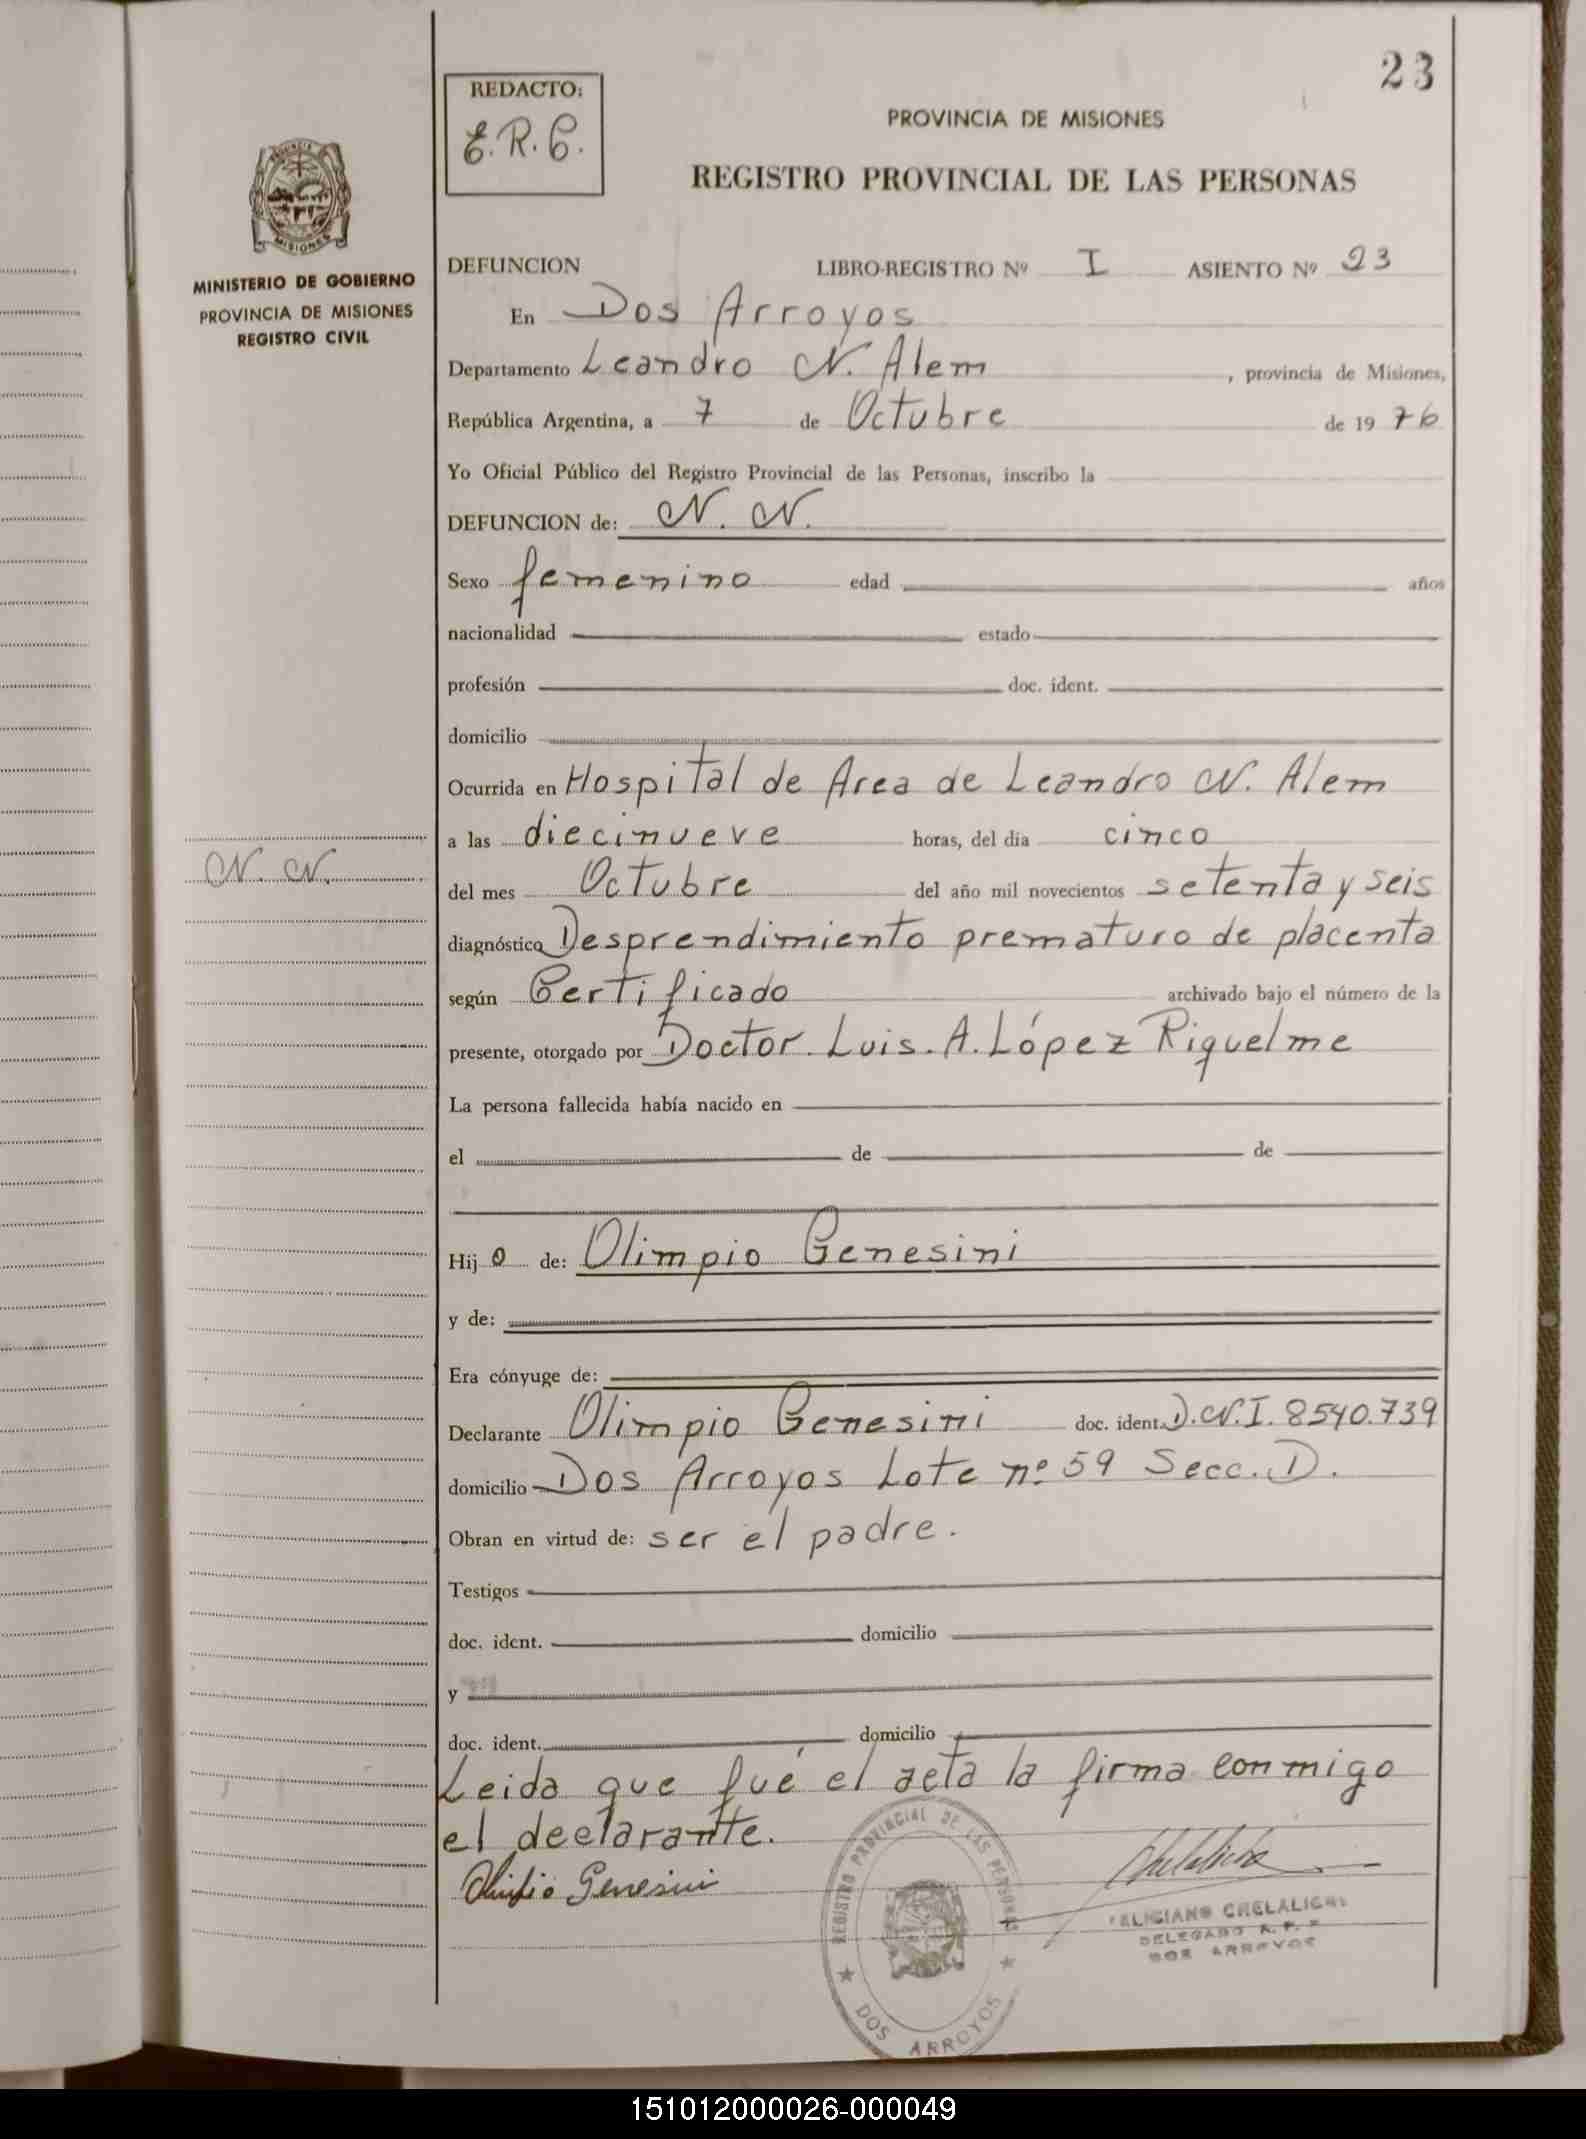 23
REDACTO:
E. R. C.
PROVINCIA DE MISIONES
REGISTRO PROVINCIAL DE LAS PERSONAS
PROVINCIA
MISIONES
MINISTERIO DE GOBIERNO
PROVINCIA DE MISIONES
REGISTRO CIVIL
DEFUNCION LIBRO-REGISTRO Nº I ASIENTO Nº 23
En Dos Arroyos
Departamento Leandro N. Alem , provincia de Misiones,
República Argentina, a 7 de Octubre de 19 76
Yo Oficial Público del Registro Provincial de las Personas, inscribo la
DEFUNCION de: N. N.
Sexo femenino edad años
nacionalidad estado
profesión doc. ident.
domicilio
Ocurrida en Hospital de Area de Leandro N. Alem
a las diecinueve horas, del dia cinco
N. N.
del mes Octubre del año mil novecientos setenta y seis
diagnóstico Desprendimiento prematuro de placenta
según Certificado archivado bajo el número de la
presente, otorgado por Doctor. Luis. A. López Riquelme
La persona fallecida había nacido en
el de de
Hij o de: Olimpio Genesini
y de:
Era cónyuge de:
Declarante Olimpio Genesini doc. ident. D.N.I. 8540.739
domicilio Dos Arroyos Lote nº 59 Secc. D.
Obran en virtud de: ser el padre.
Testigos
doc. ident. domicilio
y
doc. ident. domicilio
Leida que fué el acta la firma conmigo
el declarante.
Olimpio Genesini
REGISTRO PROVINCIAL DE LAS PERSONAS
DOS ARROYOS
FELICIANO CHELALICHE
DELEGADO R. P. P.
DOS ARROYOS
151012000026-000049